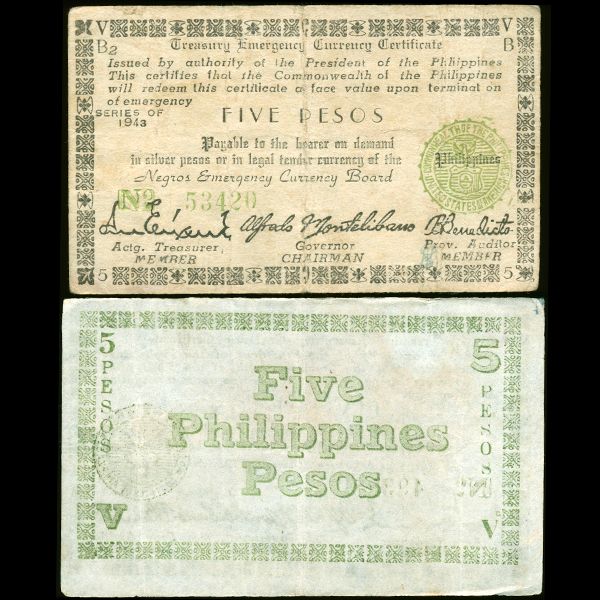 V V
B2 Treasury Emergency Currency Certificate B
Issued by authority of the President of the Philippines
This certifies that the Commonwealth of the Philippines
will redeem this certificate a face value upon terminat on
of emergency
SERIES OF
1943
FIVE PESOS
Payable to the bearer on demand
in silver pesos or in legal tender currency of the Philippines
Negros Emergency Currency Board
No 53420
Alfredo Montelibano
Actg. Treasurer, Governor Prov. Auditor
MEMBER CHAIRMAN MEMBER
5 5
5 5
PESOS PESOS
Five
Philippines
Pesos
V V